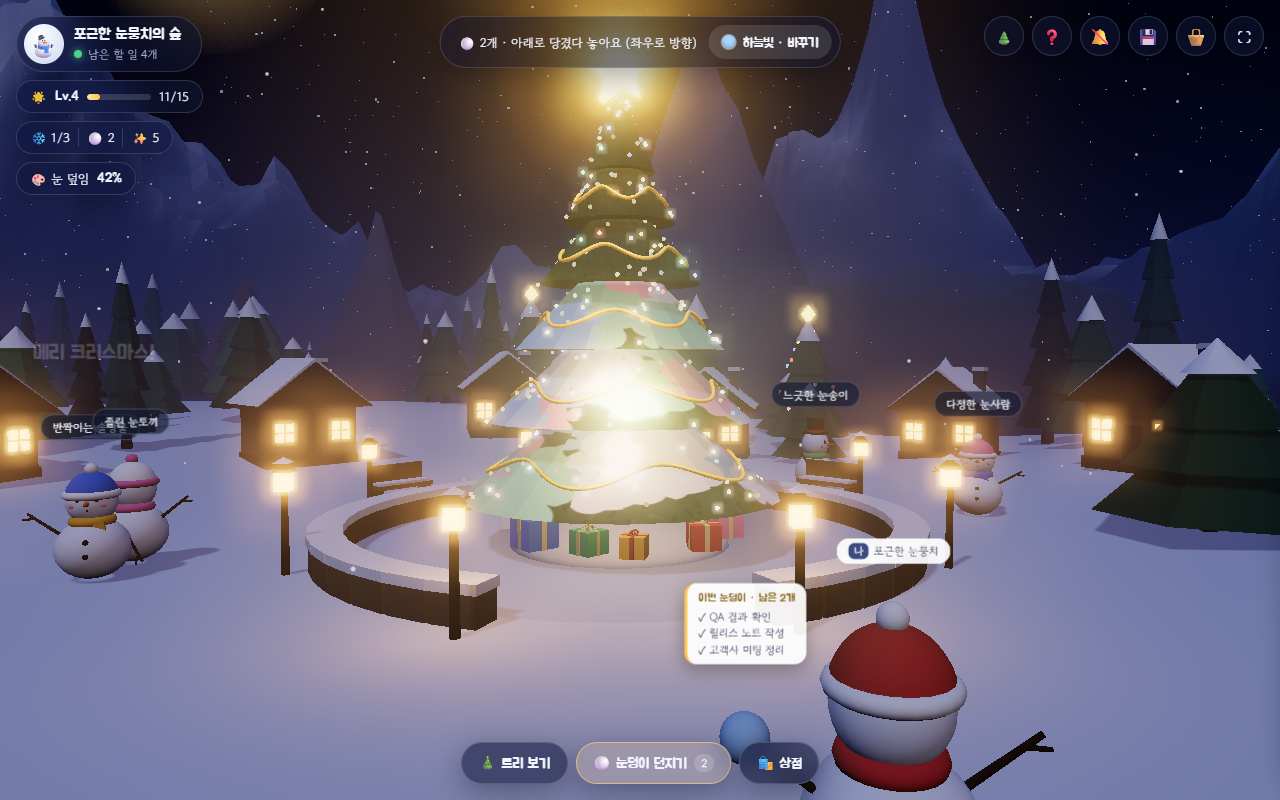 포근한 눈뭉치의 숲
남은 할 일 4개
Lv.4 11/15
1/3 2 5
눈 덮임 42%
2개 · 아래로 당겼다 놓아요 (좌우로 방향)
하늘빛 · 바꾸기
메리 크리스마스!
반짝이는
졸린 눈토끼
느긋한 눈송이
다정한 눈사람
나 포근한 눈뭉치
이번 눈덩이 · 남은 2개
✓ QA 결과 확인
✓ 릴리스 노트 작성
✓ 고객사 미팅 정리
트리 보기
눈덩이 던지기 2
상점